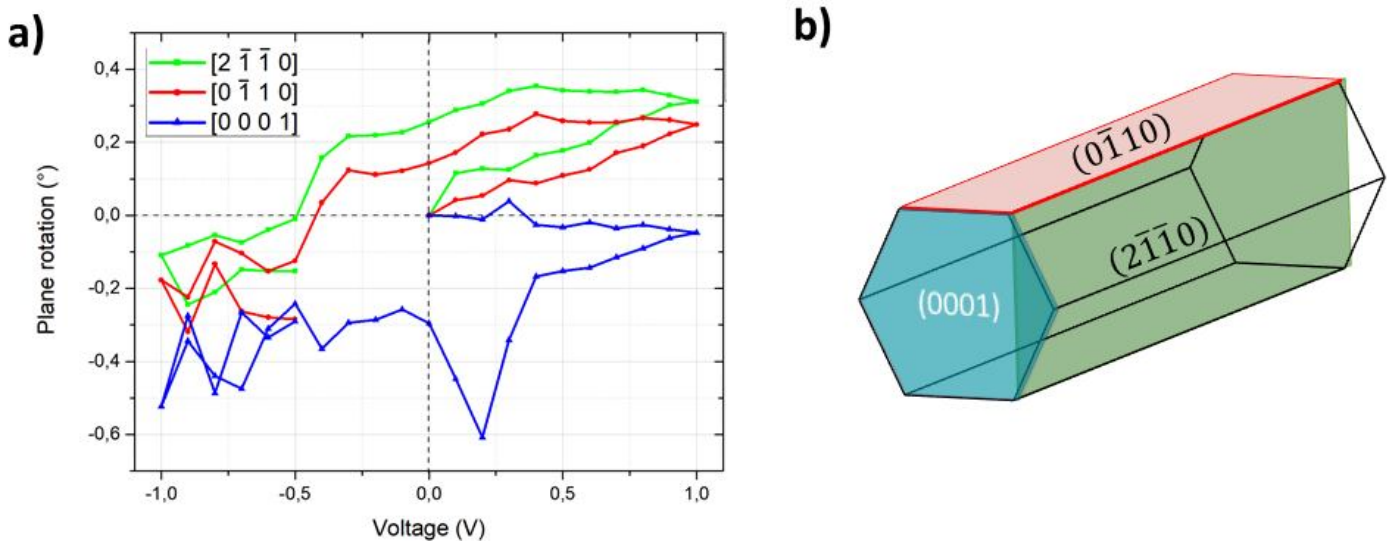 a)
[2 1̅ 1̅ 0]
[0 1̅ 1 0]
[0 0 0 1]
0,4
0,2
0,0
-0,2
-0,4
-0,6
Plane rotation (°)
-1,0 -0,5 0,0 0,5 1,0
Voltage (V)
b)
(01̅10)
(21̅1̅0)
(0001)